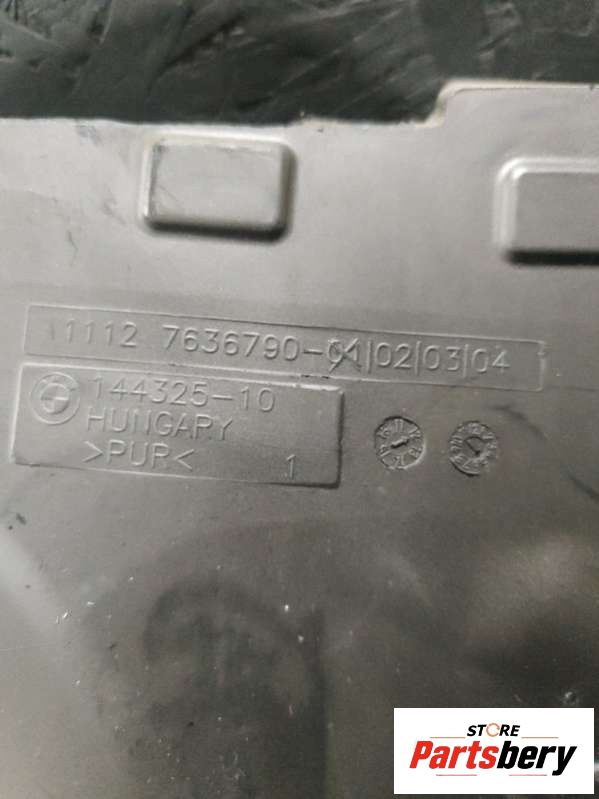 11112 7636790-01|02|03|04
144325-10
HUNGARY
>PUR< 1
STORE
Partsbery